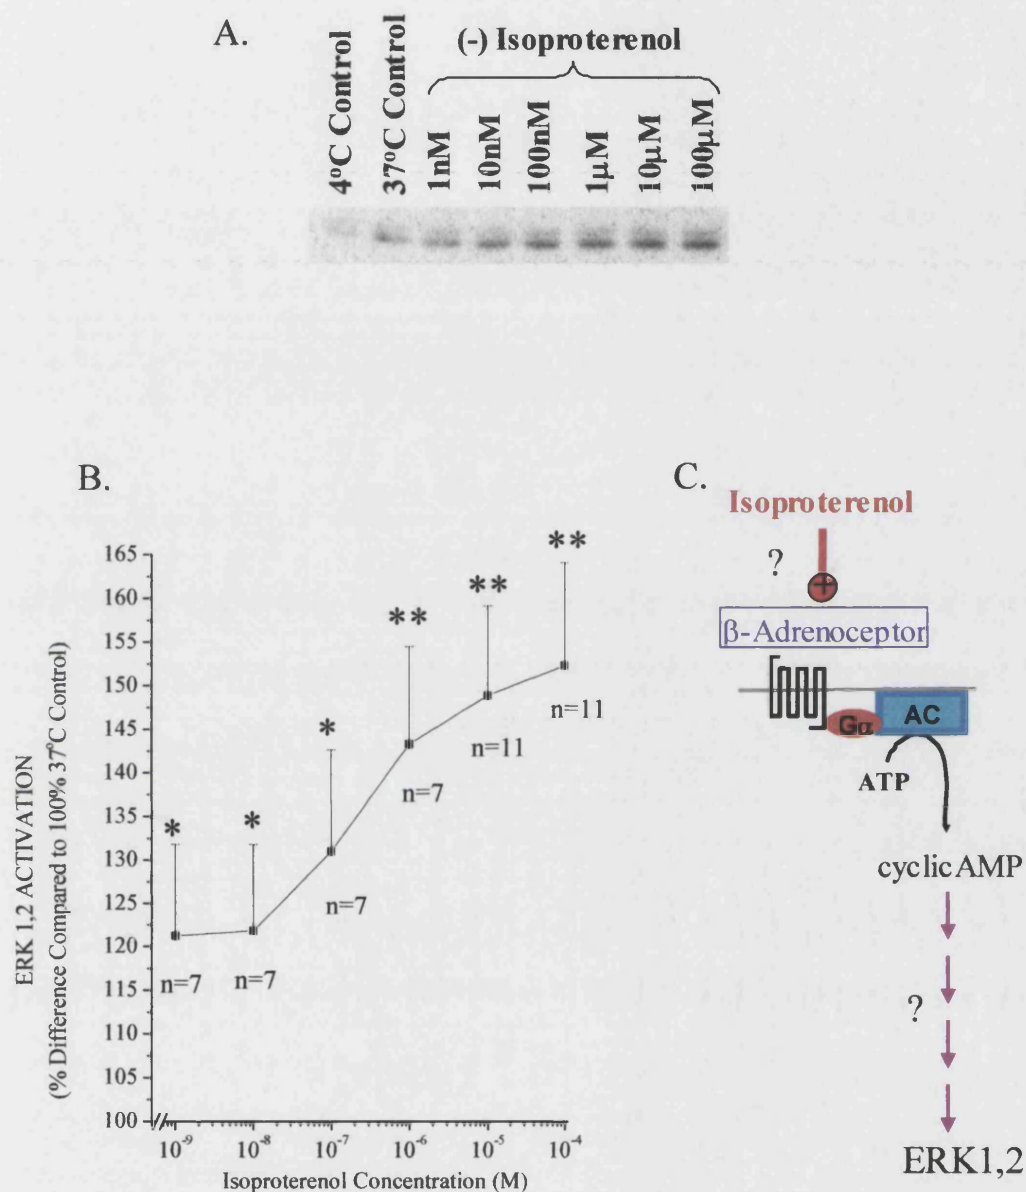 A.
(-) Isoproterenol
4°C Control
37°C Control
1nM
10nM
100nM
1μM
10μM
100μM
B.
ERK 1,2 ACTIVATION
(% Difference Compared to 100% 37°C Control)
165
160
155
150
145
140
135
130
125
120
115
110
105
100
*
*
*
**
**
**
n=7
n=7
n=7
n=7
n=11
n=11
10-9
10-8
10-7
10-6
10-5
10-4
Isoproterenol Concentration (M)
C.
Isoproterenol
?
+
β-Adrenoceptor
Gα
AC
ATP
cyclic AMP
?
ERK1,2